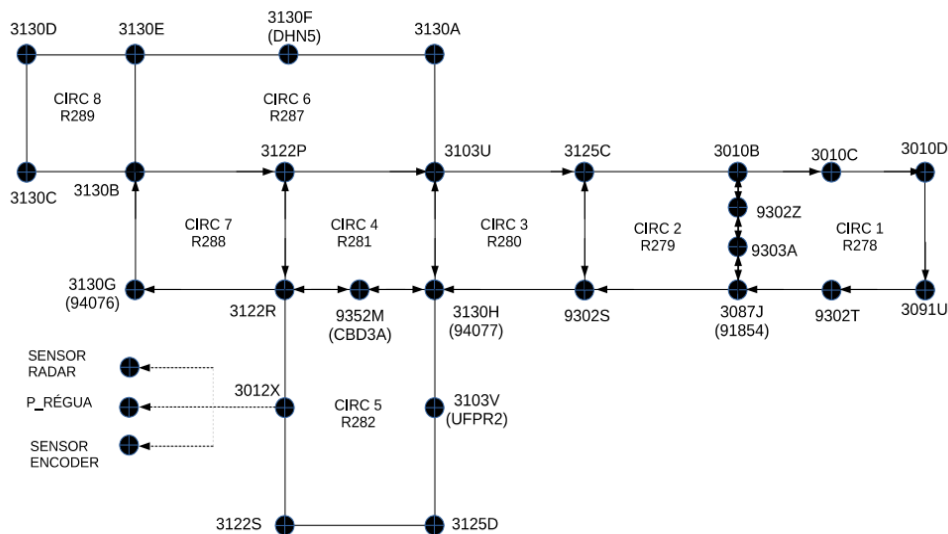 3130F
(DHN5)
3130D
3130E
3130A
CIRC 8
R289
CIRC 6
R287
3122P
3103U
3125C
3010B
3010C
3010D
3130C
3130B
9302Z
CIRC 7
R288
CIRC 4
R281
CIRC 3
R280
CIRC 2
R279
CIRC 1
R278
9303A
3130G
(94076)
3122R
9352M
(CBD3A)
3130H
(94077)
9302S
3087J
(91854)
9302T
3091U
SENSOR
RADAR
3012X
P_RÉGUA
CIRC 5
R282
3103V
(UFPR2)
SENSOR
ENCODER
3122S
3125D